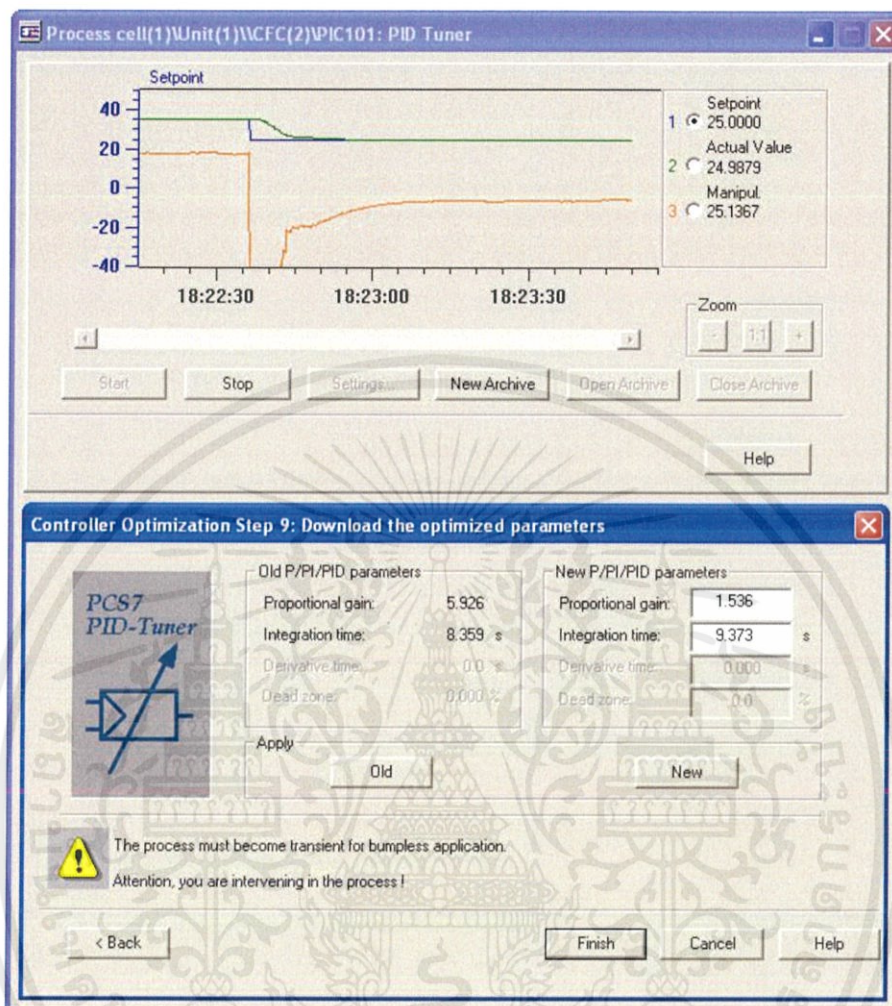 Process cell(1)\Unit(1)\\CFC(2)\PIC101: PID Tuner
Setpoint
40
20
0
-20
-40
18:22:30
18:23:00
18:23:30
Setpoint
1 25.0000
Actual Value
2 24.9879
Manipul.
3 25.1367
Zoom
- 1:1 +
Start Stop Settings... New Archive Open Archive Close Archive
Help
Controller Optimization Step 9: Download the optimized parameters
PCS7
PID-Tuner
Old P/PI/PID parameters
Proportional gain: 5.926
Integration time: 8.359 s
Derivative time: 0.0 s
Dead zone: 0.000 %
New P/PI/PID parameters
Proportional gain: 1.536
Integration time: 9.373 s
Derivative time: 0.000 s
Dead zone: 0.0 %
Apply
Old New
The process must become transient for bumpless application.
Attention, you are intervening in the process !
< Back Finish Cancel Help